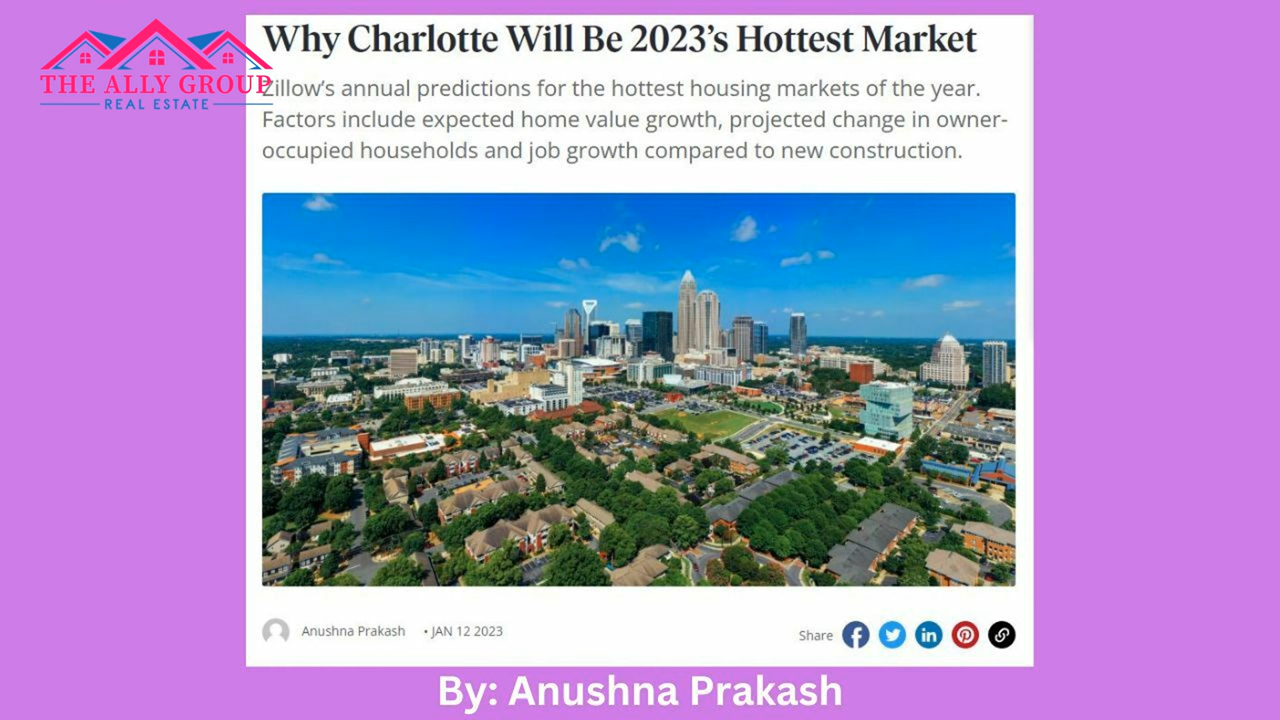 Why Charlotte Will Be 2023's Hottest Market
THE ALLY GROUP
REAL ESTATE
Zillow's annual predictions for the hottest housing markets of the year.
Factors include expected home value growth, projected change in owner-
occupied households and job growth compared to new construction.
Anushna Prakash • JAN 12 2023
Share
By: Anushna Prakash